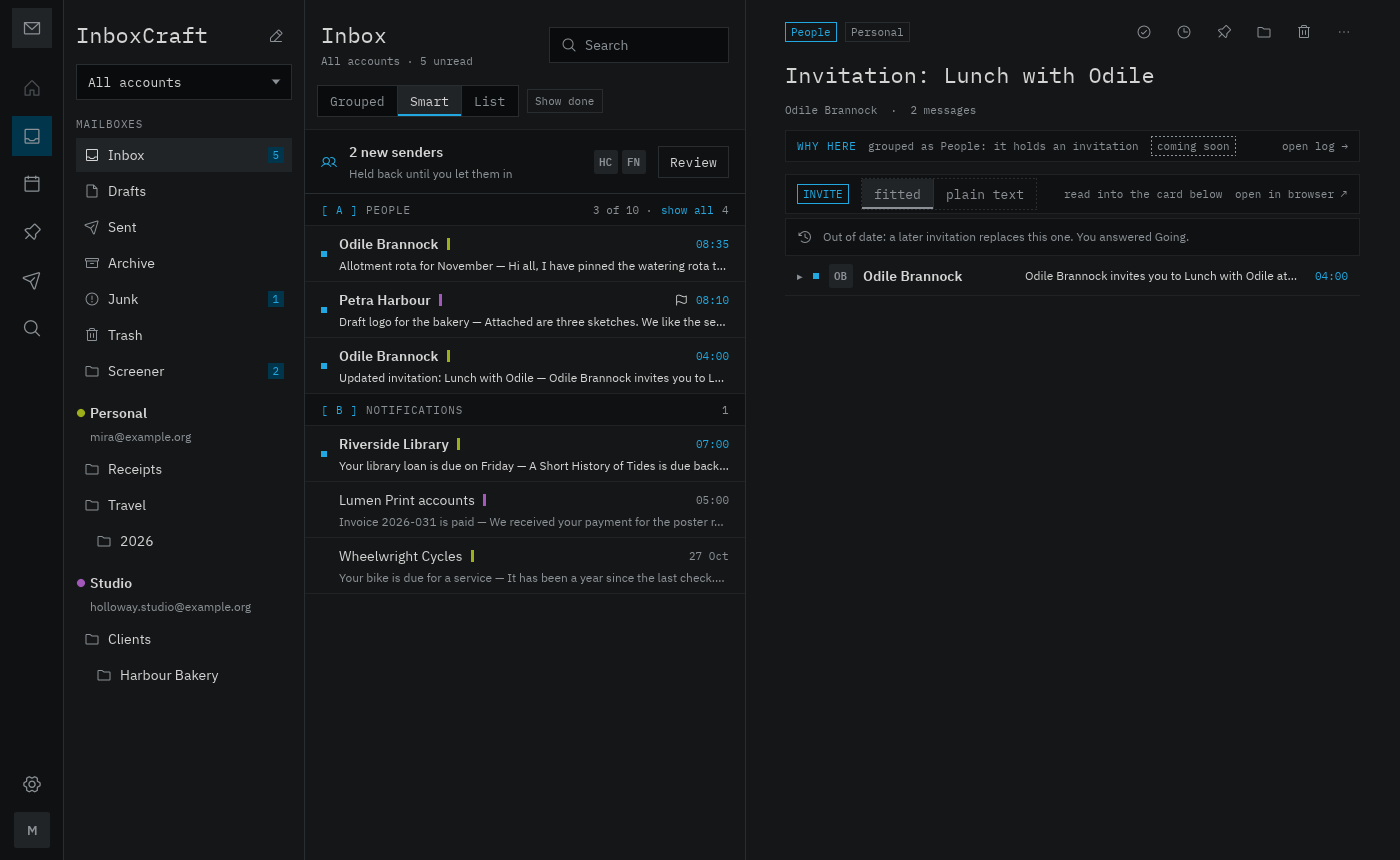 InboxCraft
All accounts
MAILBOXES
Inbox 5
Drafts
Sent
Archive
Junk 1
Trash
Screener 2
Personal
mira@example.org
Receipts
Travel
2026
Studio
holloway.studio@example.org
Clients
Harbour Bakery
M
Inbox
All accounts · 5 unread
Search
Grouped Smart List Show done
2 new senders
Held back until you let them in
HC FN Review
[ A ] PEOPLE 3 of 10 · show all 4
Odile Brannock 08:35
Allotment rota for November — Hi all, I have pinned the watering rota t…
Petra Harbour 08:10
Draft logo for the bakery — Attached are three sketches. We like the se…
Odile Brannock 04:00
Updated invitation: Lunch with Odile — Odile Brannock invites you to L…
[ B ] NOTIFICATIONS 1
Riverside Library 07:00
Your library loan is due on Friday — A Short History of Tides is due back…
Lumen Print accounts 05:00
Invoice 2026-031 is paid — We received your payment for the poster r…
Wheelwright Cycles 27 Oct
Your bike is due for a service — It has been a year since the last check.…
People Personal
Invitation: Lunch with Odile
Odile Brannock · 2 messages
WHY HERE grouped as People: it holds an invitation coming soon open log →
INVITE fitted plain text read into the card below open in browser ↗
Out of date: a later invitation replaces this one. You answered Going.
▸ OB Odile Brannock Odile Brannock invites you to Lunch with Odile at… 04:00